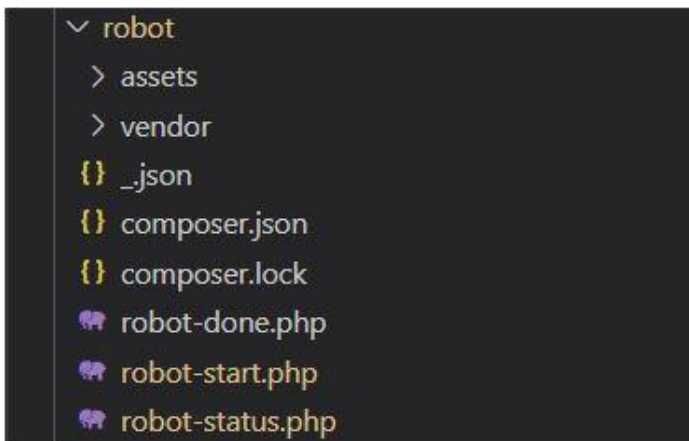 robot
assets
vendor
_.json
composer.json
composer.lock
robot-done.php
robot-start.php
robot-status.php